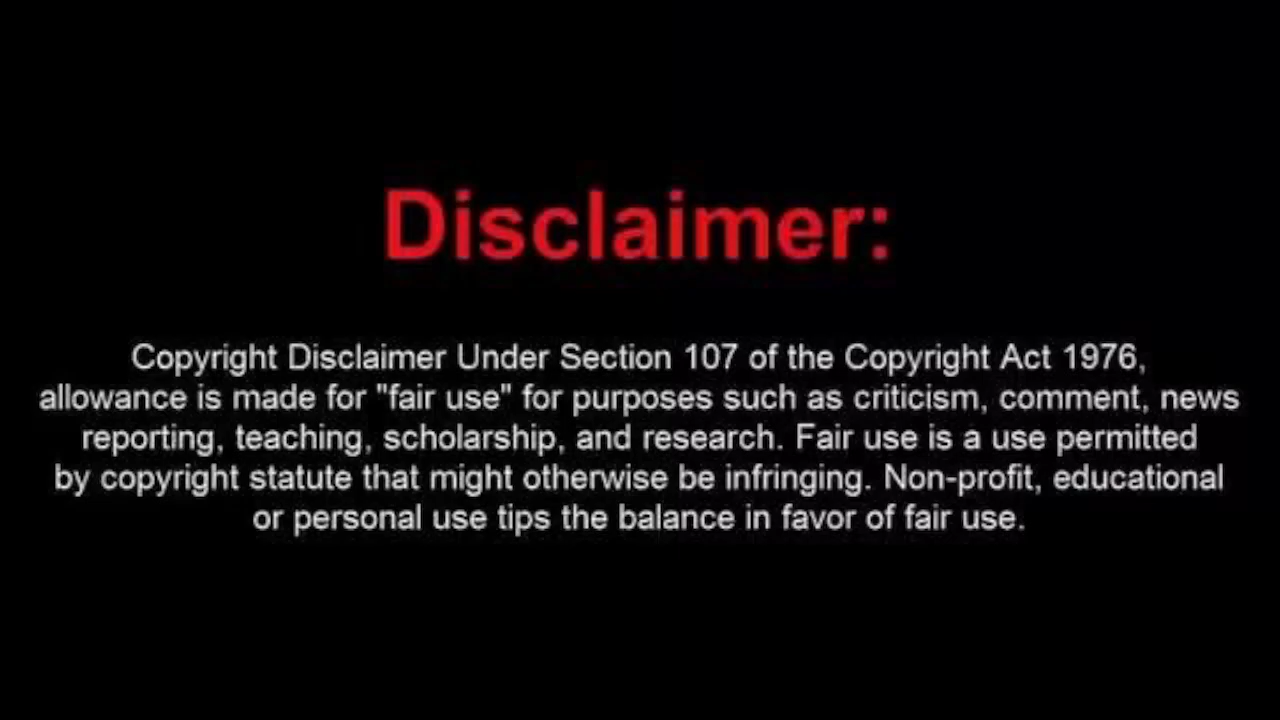 Disclaimer:
Copyright Disclaimer Under Section 107 of the Copyright Act 1976,
allowance is made for "fair use" for purposes such as criticism, comment, news
reporting, teaching, scholarship, and research. Fair use is a use permitted
by copyright statute that might otherwise be infringing. Non-profit, educational
or personal use tips the balance in favor of fair use.